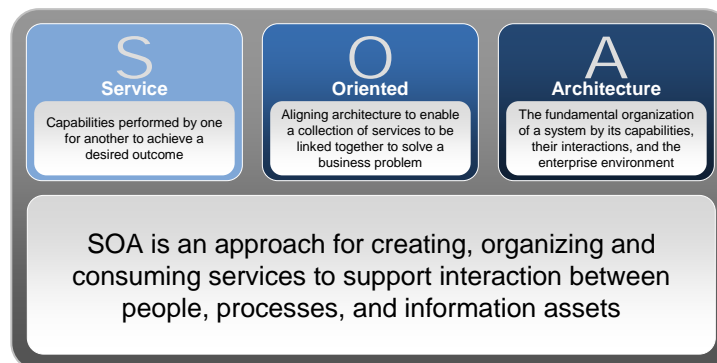 S
Service
Capabilities performed by one
for another to achieve a
desired outcome
O
Oriented
Aligning architecture to enable
a collection of services to be
linked together to solve a
business problem
A
Architecture
The fundamental organization
of a system by its capabilities,
their interactions, and the
enterprise environment
SOA is an approach for creating, organizing and
consuming services to support interaction between
people, processes, and information assets